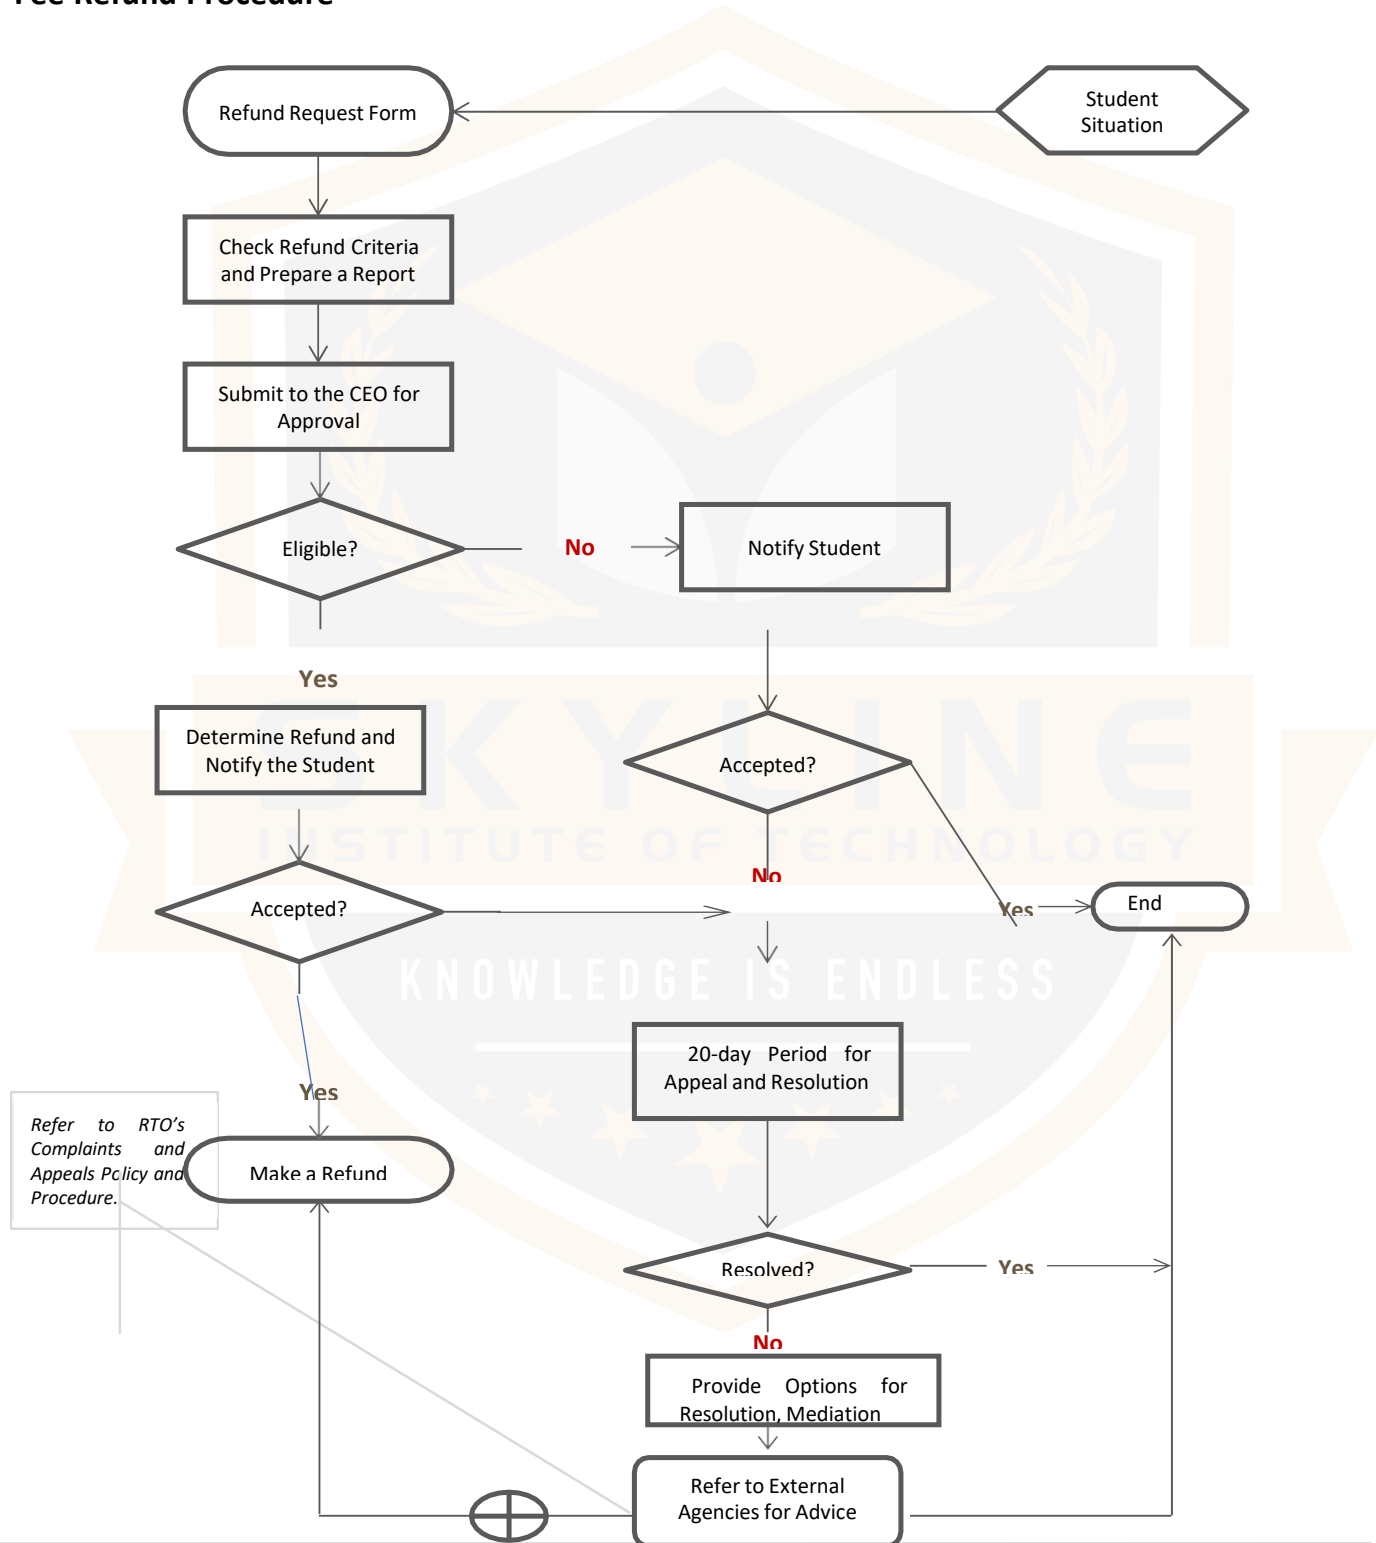 Fee Refund Procedure
Refund Request Form
Student
Situation
Check Refund Criteria
and Prepare a Report
Submit to the CEO for
Approval
Eligible?
No
Notify Student
Yes
Determine Refund and
Notify the Student
Accepted?
SKYLINE
INSTITUTE OF TECHNOLOGY
No
Accepted?
Yes
End
KNOWLEDGE IS ENDLESS
20-day Period for
Appeal and Resolution
Yes
Refer to RTO’s
Complaints and
Appeals Policy and
Procedure.
Make a Refund
Resolved?
Yes
No
Provide Options for
Resolution, Mediation
Refer to External
Agencies for Advice